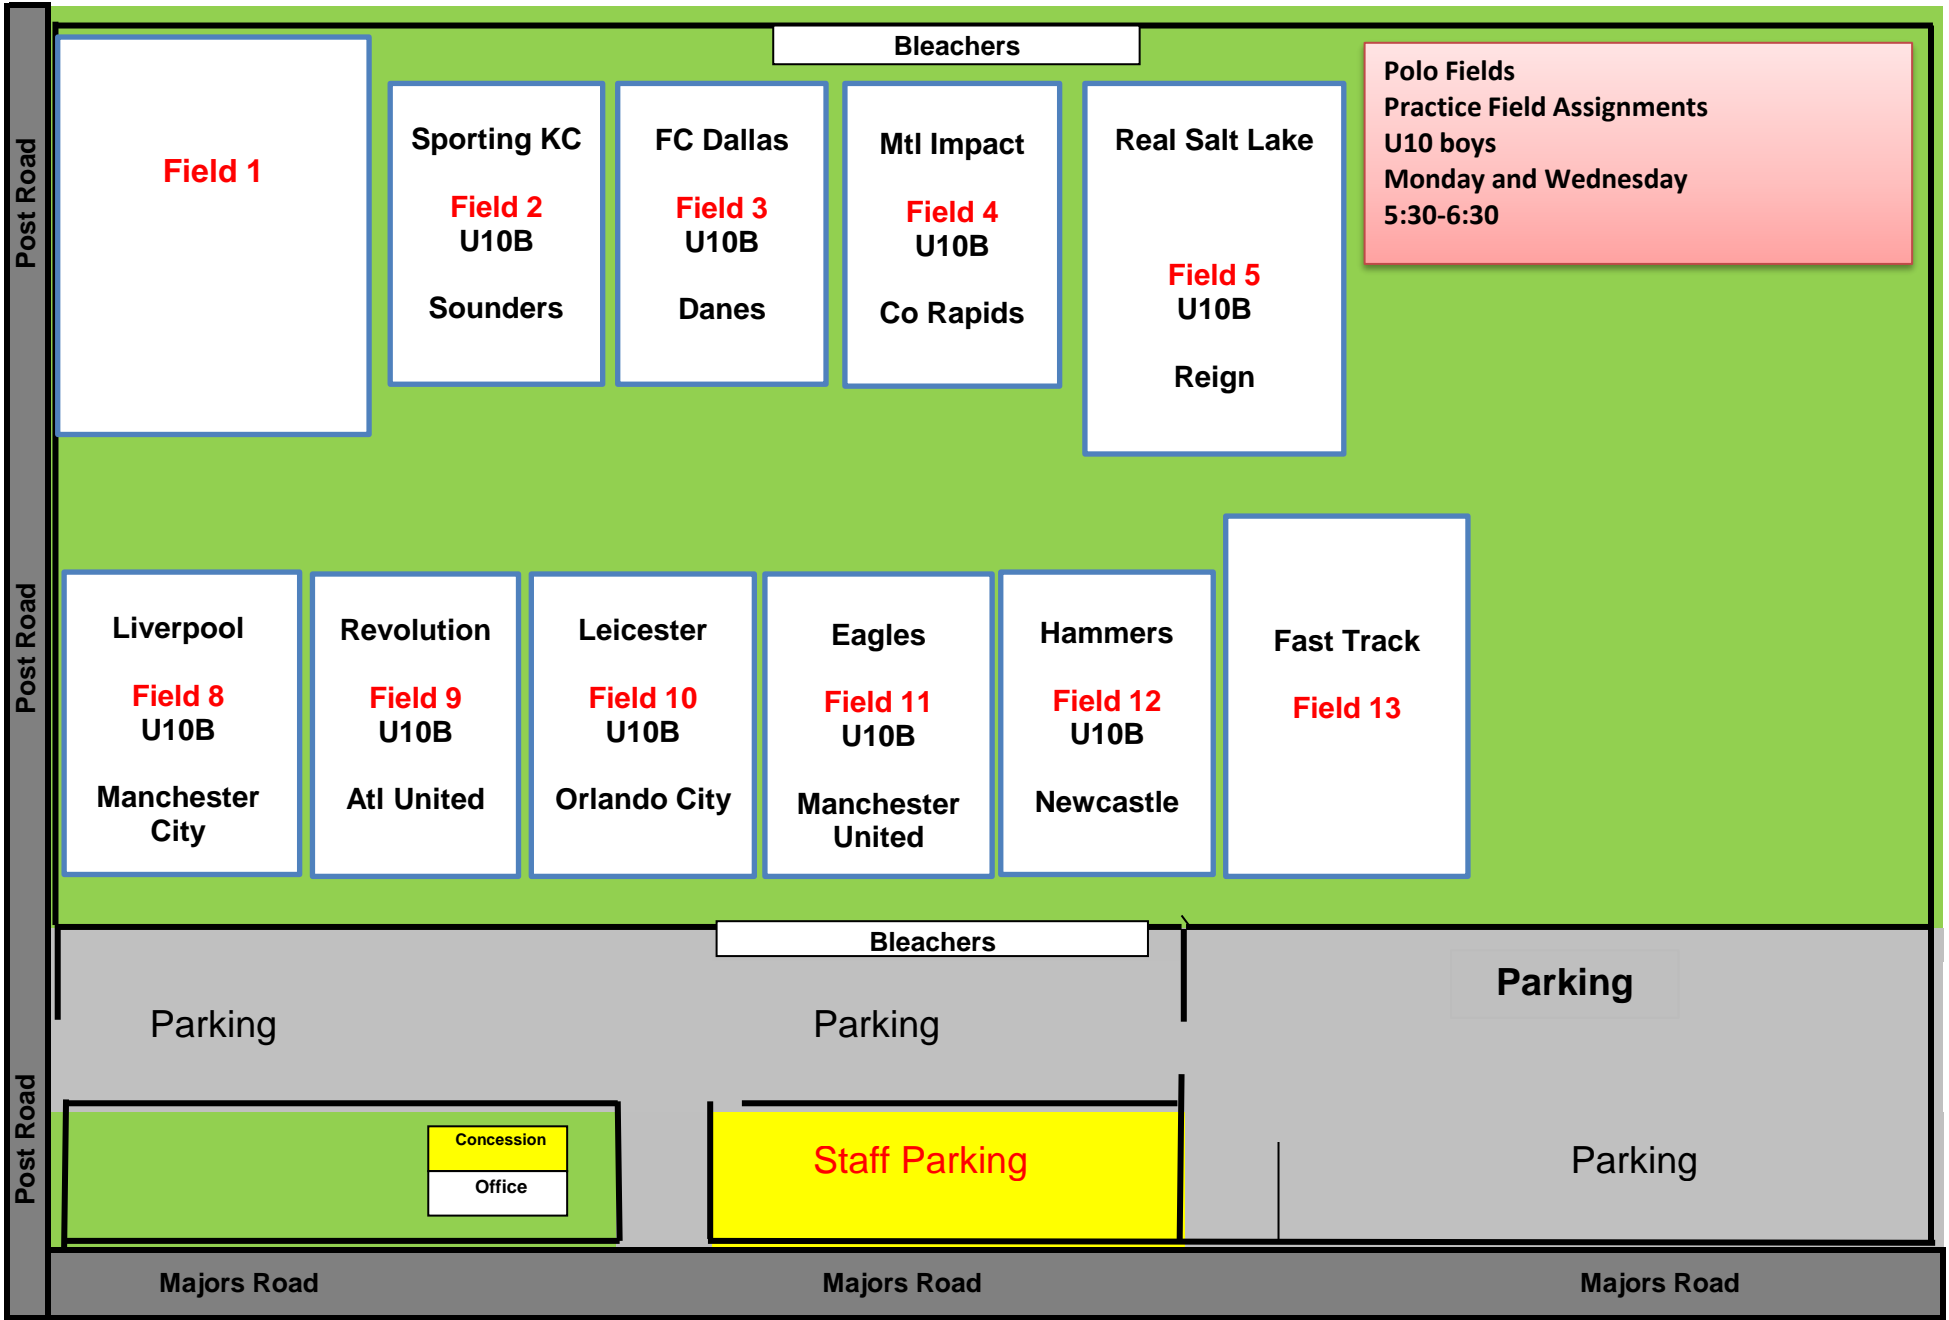 Bleachers
Polo Fields
Practice Field Assignments
U10 boys
Monday and Wednesday
5:30-6:30
Post Road
Field 1
Sporting KC
Field 2
U10B
Sounders
FC Dallas
Field 3
U10B
Danes
Mtl Impact
Field 4
U10B
Co Rapids
Real Salt Lake
Field 5
U10B
Reign
Post Road
Liverpool
Field 8
U10B
Manchester
City
Revolution
Field 9
U10B
Atl United
Leicester
Field 10
U10B
Orlando City
Eagles
Field 11
U10B
Manchester
United
Hammers
Field 12
U10B
Newcastle
Fast Track
Field 13
Bleachers
Parking
Parking
Parking
Post Road
Concession
Office
Staff Parking
Parking
Majors Road
Majors Road
Majors Road